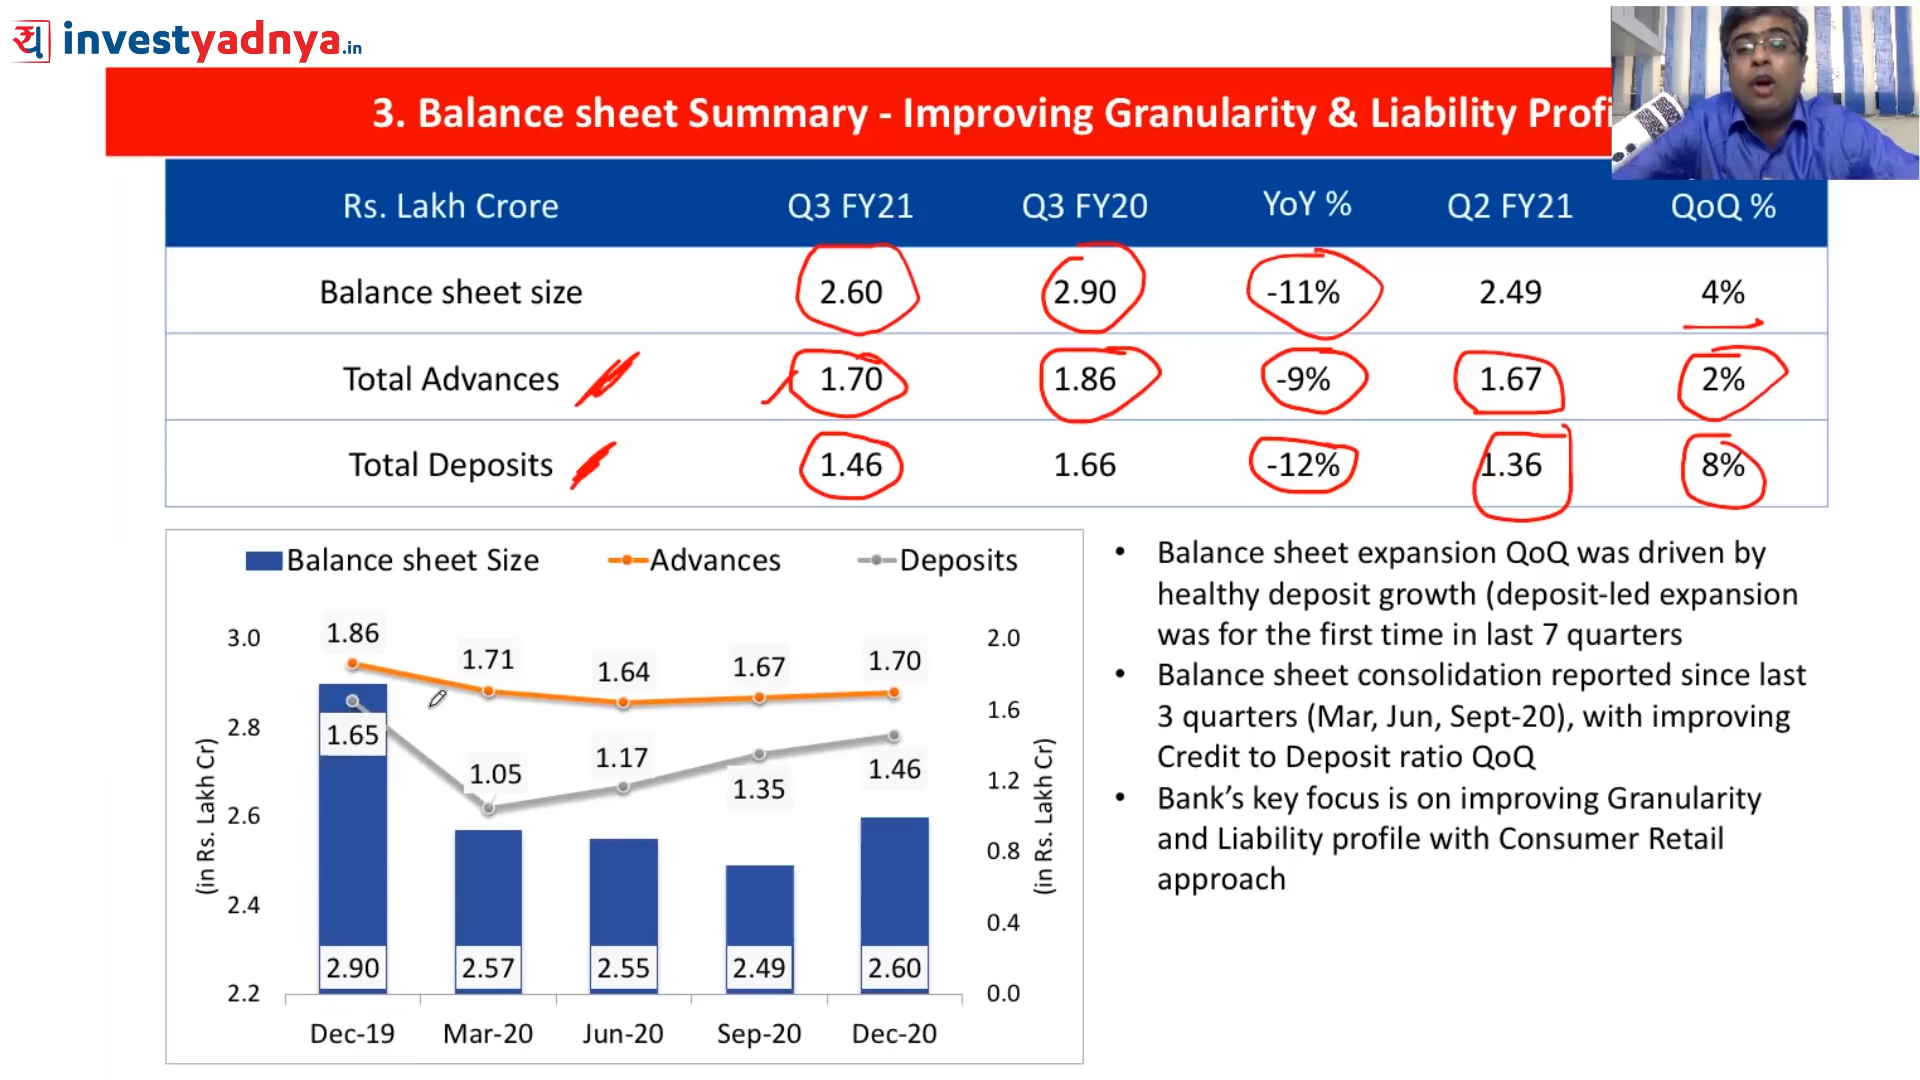 investyadnya.in
3. Balance sheet Summary - Improving Granularity & Liability Profi
Rs. Lakh Crore Q3 FY21 Q3 FY20 YoY % Q2 FY21 QoQ %
Balance sheet size 2.60 2.90 -11% 2.49 4%
Total Advances 1.70 1.86 -9% 1.67 2%
Total Deposits 1.46 1.66 -12% 1.36 8%
Balance sheet Size Advances Deposits
3.0 2.8 2.6 2.4 2.2
(in Rs. Lakh Cr)
1.86 1.71 1.64 1.67 1.70
1.65 1.05 1.17 1.35 1.46
2.90 2.57 2.55 2.49 2.60
2.0 1.6 1.2 0.8 0.4 0.0
(in Rs. Lakh Cr)
Dec-19 Mar-20 Jun-20 Sep-20 Dec-20
• Balance sheet expansion QoQ was driven by
healthy deposit growth (deposit-led expansion
was for the first time in last 7 quarters
• Balance sheet consolidation reported since last
3 quarters (Mar, Jun, Sept-20), with improving
Credit to Deposit ratio QoQ
• Bank's key focus is on improving Granularity
and Liability profile with Consumer Retail
approach